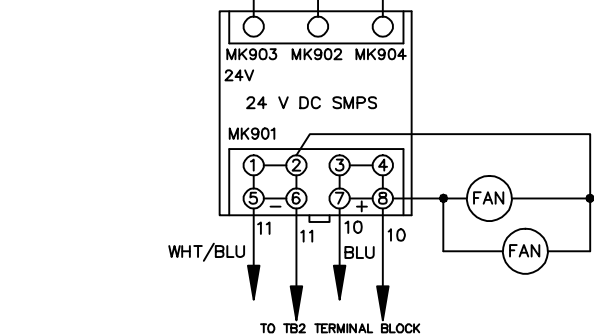 MK903 MK902 MK904
24V
24 V DC SMPS
MK901
1 2 3 4
5 6 7 8 FAN
− +
11 11 10 10
WHT/BLU BLU FAN
TO TB2 TERMINAL BLOCK